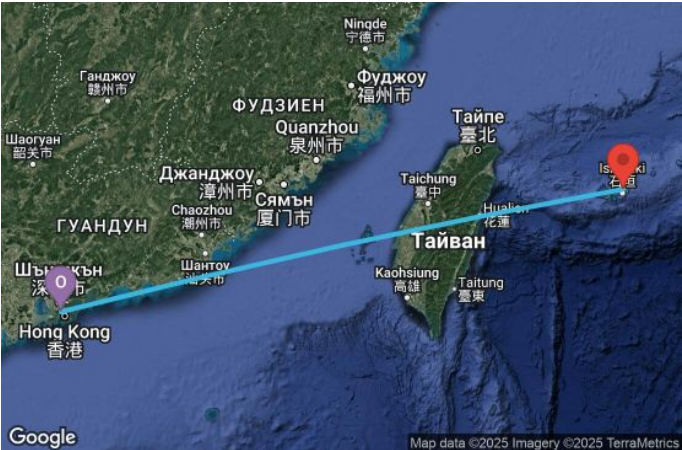 Ningde
宁德市
Ганджоу
赣州市
Фуджоу
福州市
ФУДЗИЕН
Тайпе
臺北
Quanzhou
泉州市
Шаогуан
韶关市
Джанджоу
漳州市
Сямън
厦门市
Taichung
臺中
石垣
Chaozhou
潮州市
Hualien
花蓮
ГУАНДУН
Тайван
Шантоу
汕头市
Kaohsiung
高雄
Taitung
臺東
O
Hong Kong
香港
Google
Map data ©2025 Imagery ©2025 TerraMetrics